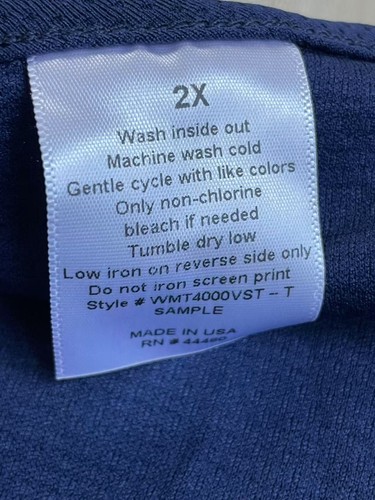 2X
Wash inside out
Machine wash cold
Gentle cycle with like colors
Only non-chlorine
bleach if needed
Tumble dry low
Low iron on reverse side only
Do not iron screen print
Style # WMT4000VST - T
SAMPLE
MADE IN USA
RN #